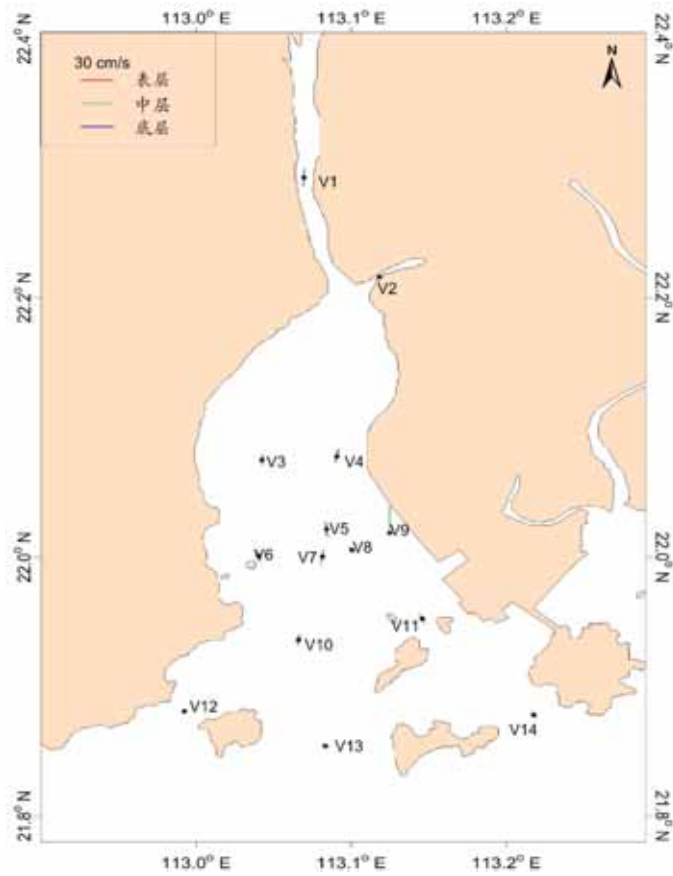 113.0° E 113.1° E 113.2° E
22.4° N 22.4° N
30 cm/s
表层
中层
底层
N
V1
V2
22.2° N 22.2° N
V3 V4
V5 V9
V6 V7 V8
22.0° N 22.0° N
V11
V10
V12
V14
V13
21.8° N 21.8° N
113.0° E 113.1° E 113.2° E